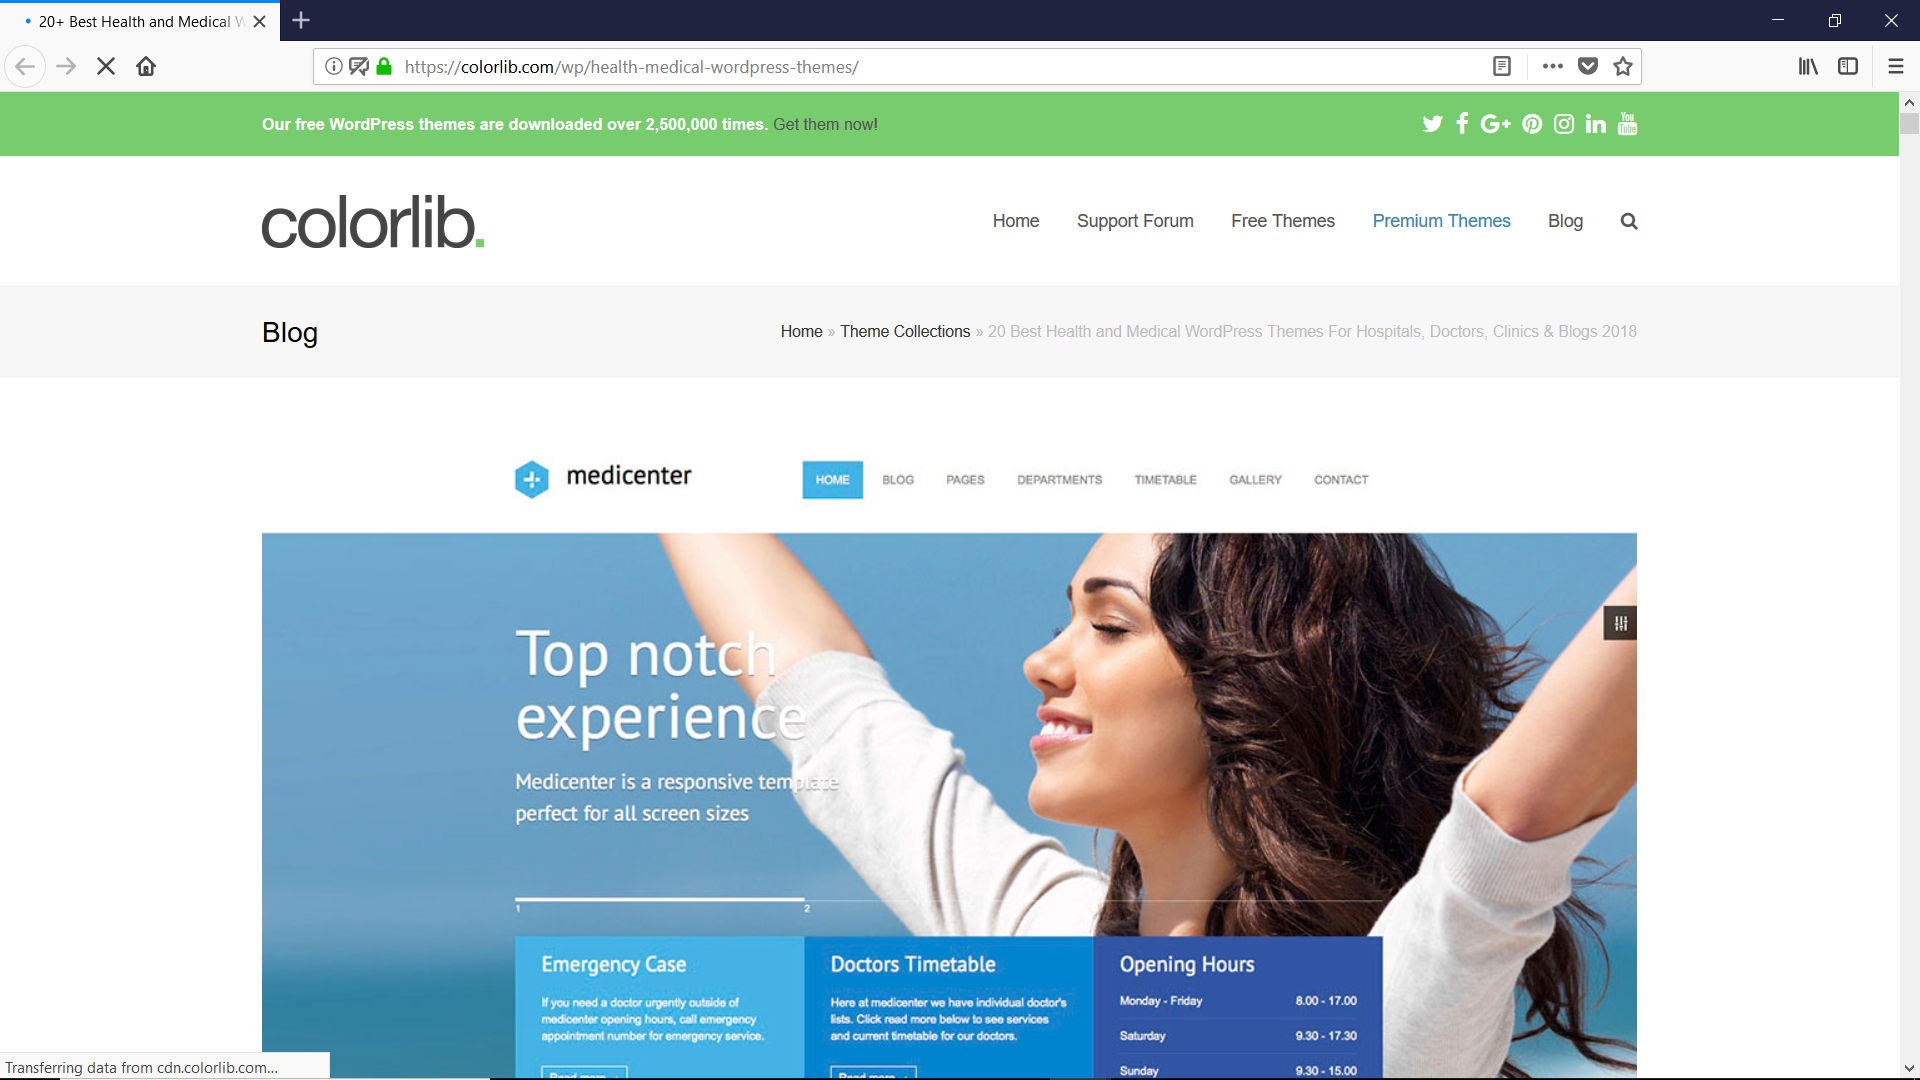 20+ Best Health and Medical W
https://colorlib.com/wp/health-medical-wordpress-themes/
Our free WordPress themes are downloaded over 2,500,000 times. Get them now!
You
Tube
colorlib.
Home Support Forum Free Themes Premium Themes Blog
Blog
Home » Theme Collections » 20 Best Health and Medical WordPress Themes For Hospitals, Doctors, Clinics & Blogs 2018
medicenter
HOME BLOG PAGES DEPARTMENTS TIMETABLE GALLERY CONTACT
Top notch
experience
Medicenter is a responsive template
perfect for all screen sizes
1 2
Emergency Case
If you need a doctor urgently outside of
medicenter opening hours, call emergency
appointment number for emergency service.
Read more
Doctors Timetable
Here at medicenter we have individual doctor's
lists. Click read more below to see services
and current timetable for our doctors.
Read more
Opening Hours
Monday - Friday 8.00 - 17.00
Saturday 9.30 - 17.30
Sunday 9.30 - 15.00
Transferring data from cdn.colorlib.com...